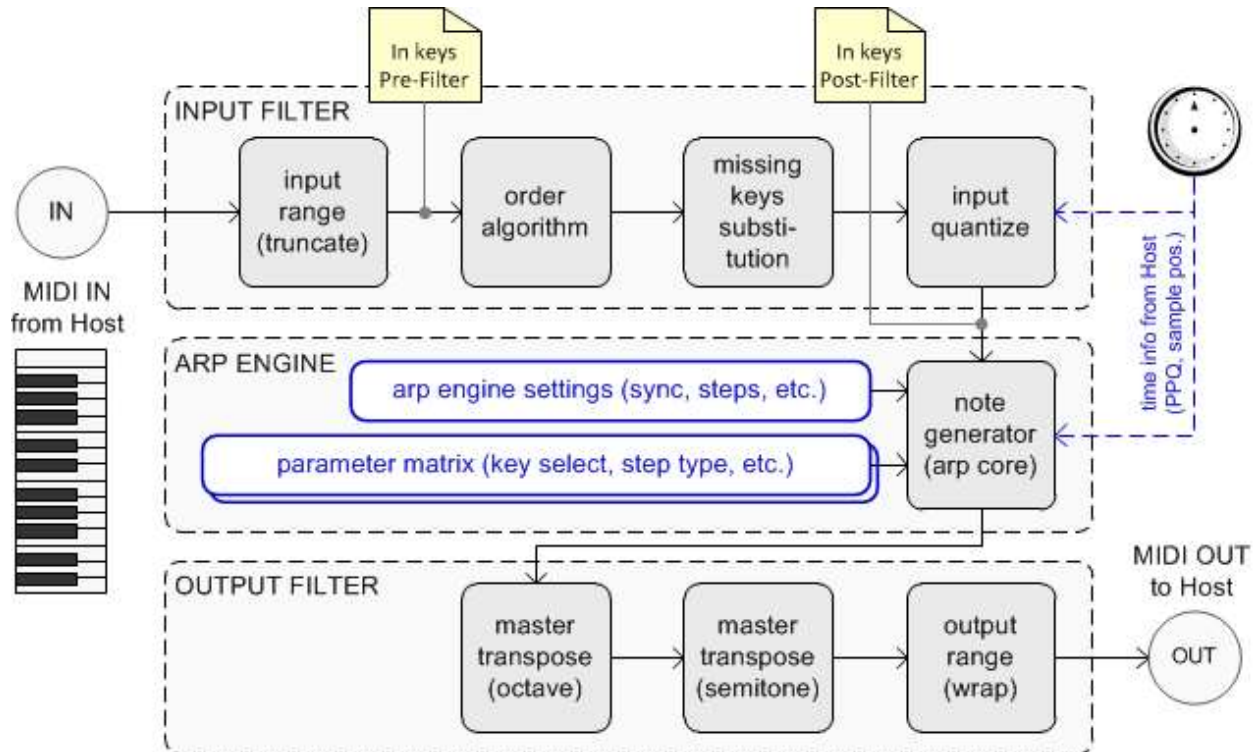 In keys
Pre-Filter
In keys
Post-Filter
INPUT FILTER
input
range
(truncate)
order
algorithm
missing
keys
substi-
tution
input
quantize
IN
MIDI IN
from Host
time info from Host
(PPQ, sample pos.)
ARP ENGINE
arp engine settings (sync, steps, etc.)
parameter matrix (key select, step type, etc.)
note
generator
(arp core)
OUTPUT FILTER
master
transpose
(octave)
master
transpose
(semitone)
output
range
(wrap)
MIDI OUT
to Host
OUT